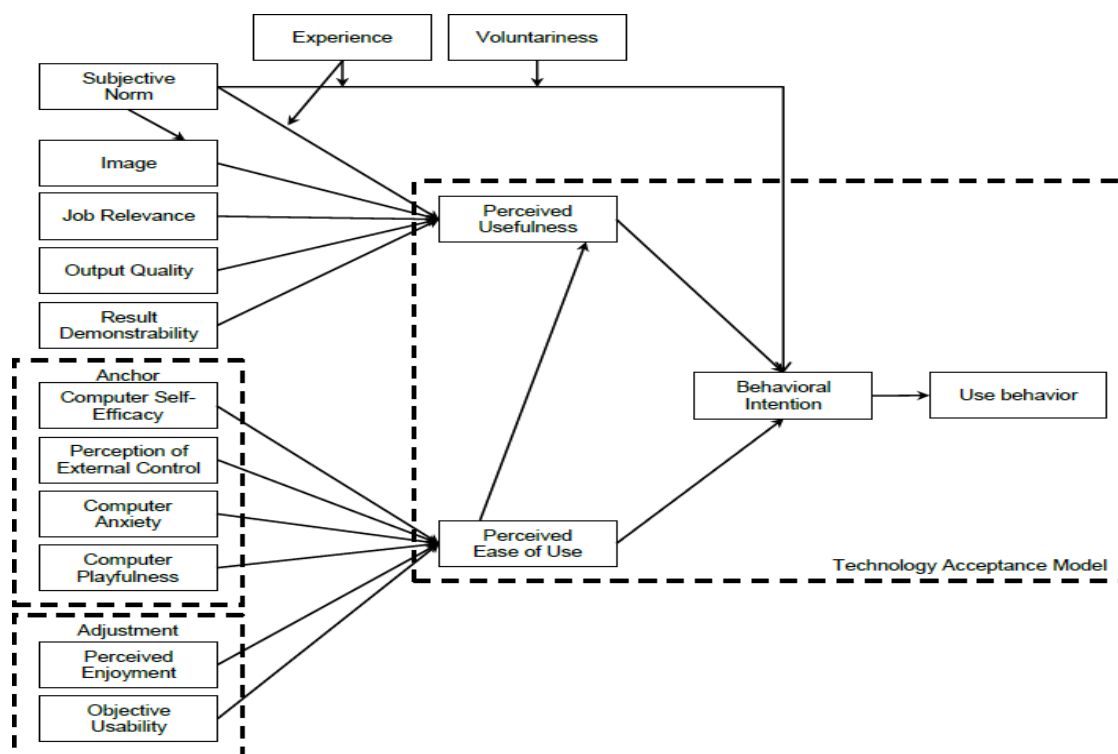 Experience
Voluntariness
Subjective
Norm
Image
Job Relevance
Output Quality
Result
Demonstrability
Perceived
Usefulness
Anchor
Computer Self-
Efficacy
Perception of
External Control
Computer
Anxiety
Computer
Playfulness
Behavioral
Intention
Use behavior
Perceived
Ease of Use
Technology Acceptance Model
Adjustment
Perceived
Enjoyment
Objective
Usability